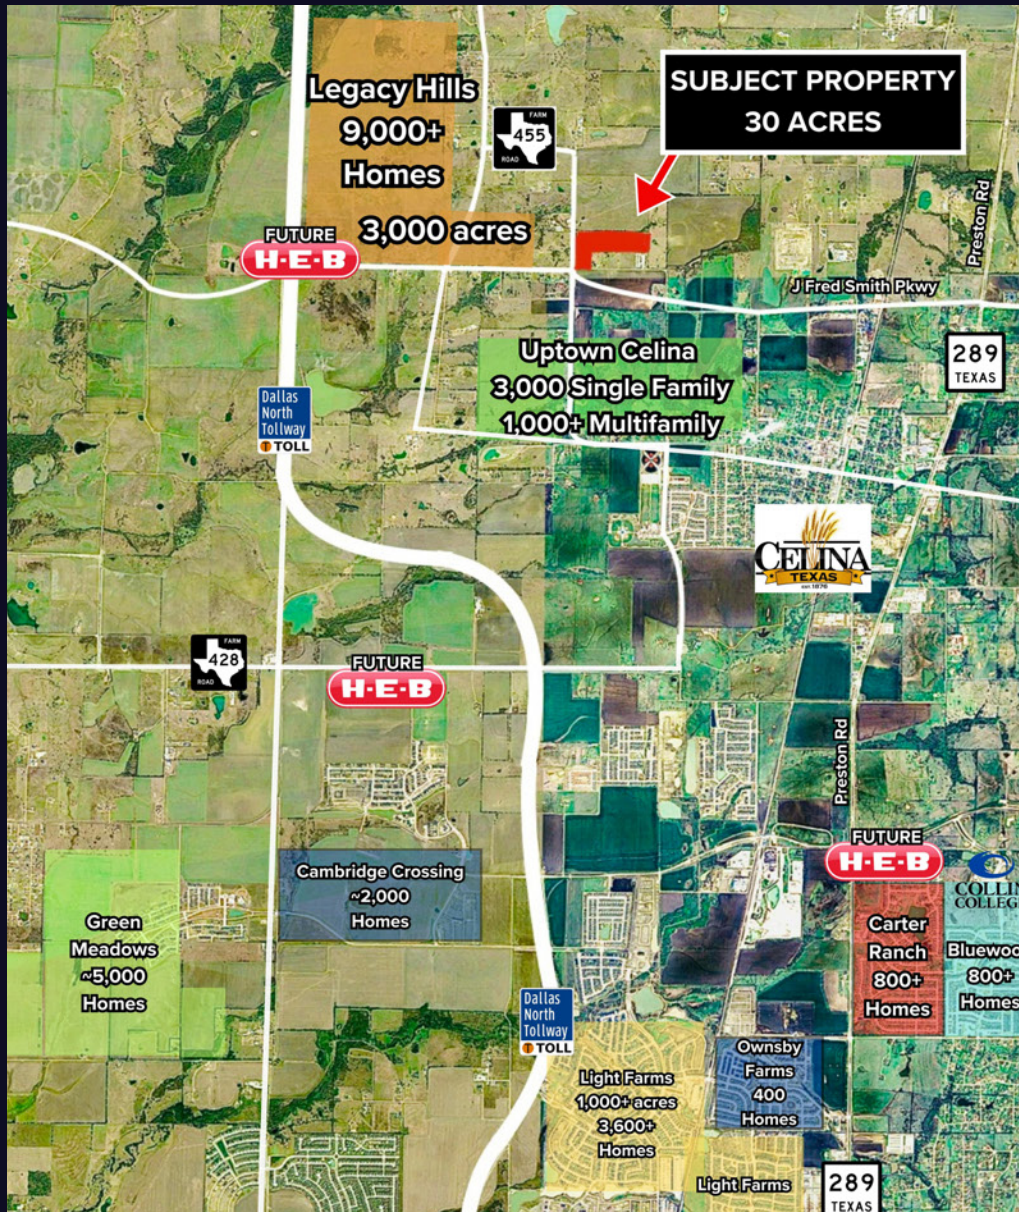 Legacy Hills
9,000+
Homes
3,000 acres
FARM
455
ROAD
SUBJECT PROPERTY
30 ACRES
Preston Rd
FUTURE
H-E-B
J Fred Smith Pkwy
Uptown Celina
3,000 Single Family
1,000+ Multifamily
289
TEXAS
Dallas
North
Tollway
T TOLL
CELINA
TEXAS
est. 1876
FARM
428
ROAD
FUTURE
H-E-B
Preston Rd
FUTURE
H-E-B
COLLIN
COLLEG
Cambridge Crossing
~2,000
Homes
Green
Meadows
~5,000
Homes
Carter
Ranch
800+
Homes
Bluewoo
800+
Homes
Dallas
North
Tollway
T TOLL
Light Farms
1,000+ acres
3,600+
Homes
Ownsby
Farms
400
Homes
Light Farms
289
TEXAS